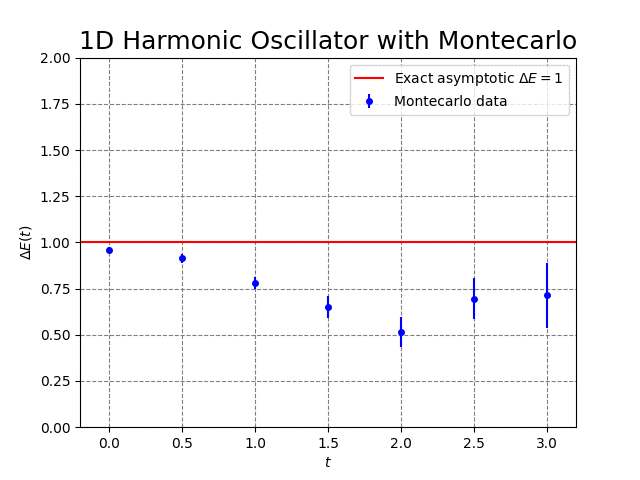 1D Harmonic Oscillator with Montecarlo
2.00
1.75
1.50
1.25
1.00
0.75
0.50
0.25
0.00
ΔE(t)
Exact asymptotic ΔE = 1
Montecarlo data
0.0 0.5 1.0 1.5 2.0 2.5 3.0
t